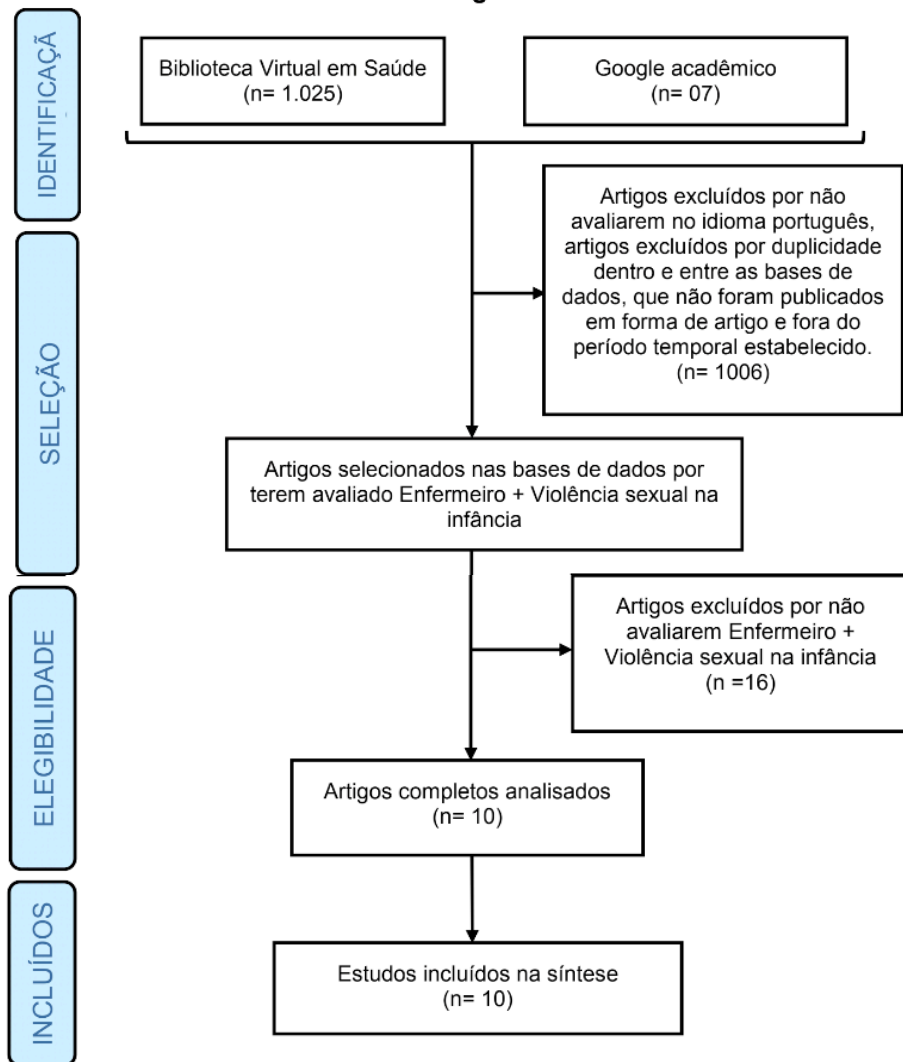 IDENTIFICAÇÃ
Biblioteca Virtual em Saúde
(n= 1.025)
Google acadêmico
(n= 07)
SELEÇÃO
Artigos excluídos por não
avaliarem no idioma português,
artigos excluídos por duplicidade
dentro e entre as bases de
dados, que não foram publicados
em forma de artigo e fora do
período temporal estabelecido.
(n= 1006)
Artigos selecionados nas bases de dados por
terem avaliado Enfermeiro + Violência sexual na
infância
ELEGIBILIDADE
Artigos excluídos por não
avaliarem Enfermeiro +
Violência sexual na infância
(n =16)
Artigos completos analisados
(n= 10)
INCLUÍDOS
Estudos incluídos na síntese
(n= 10)